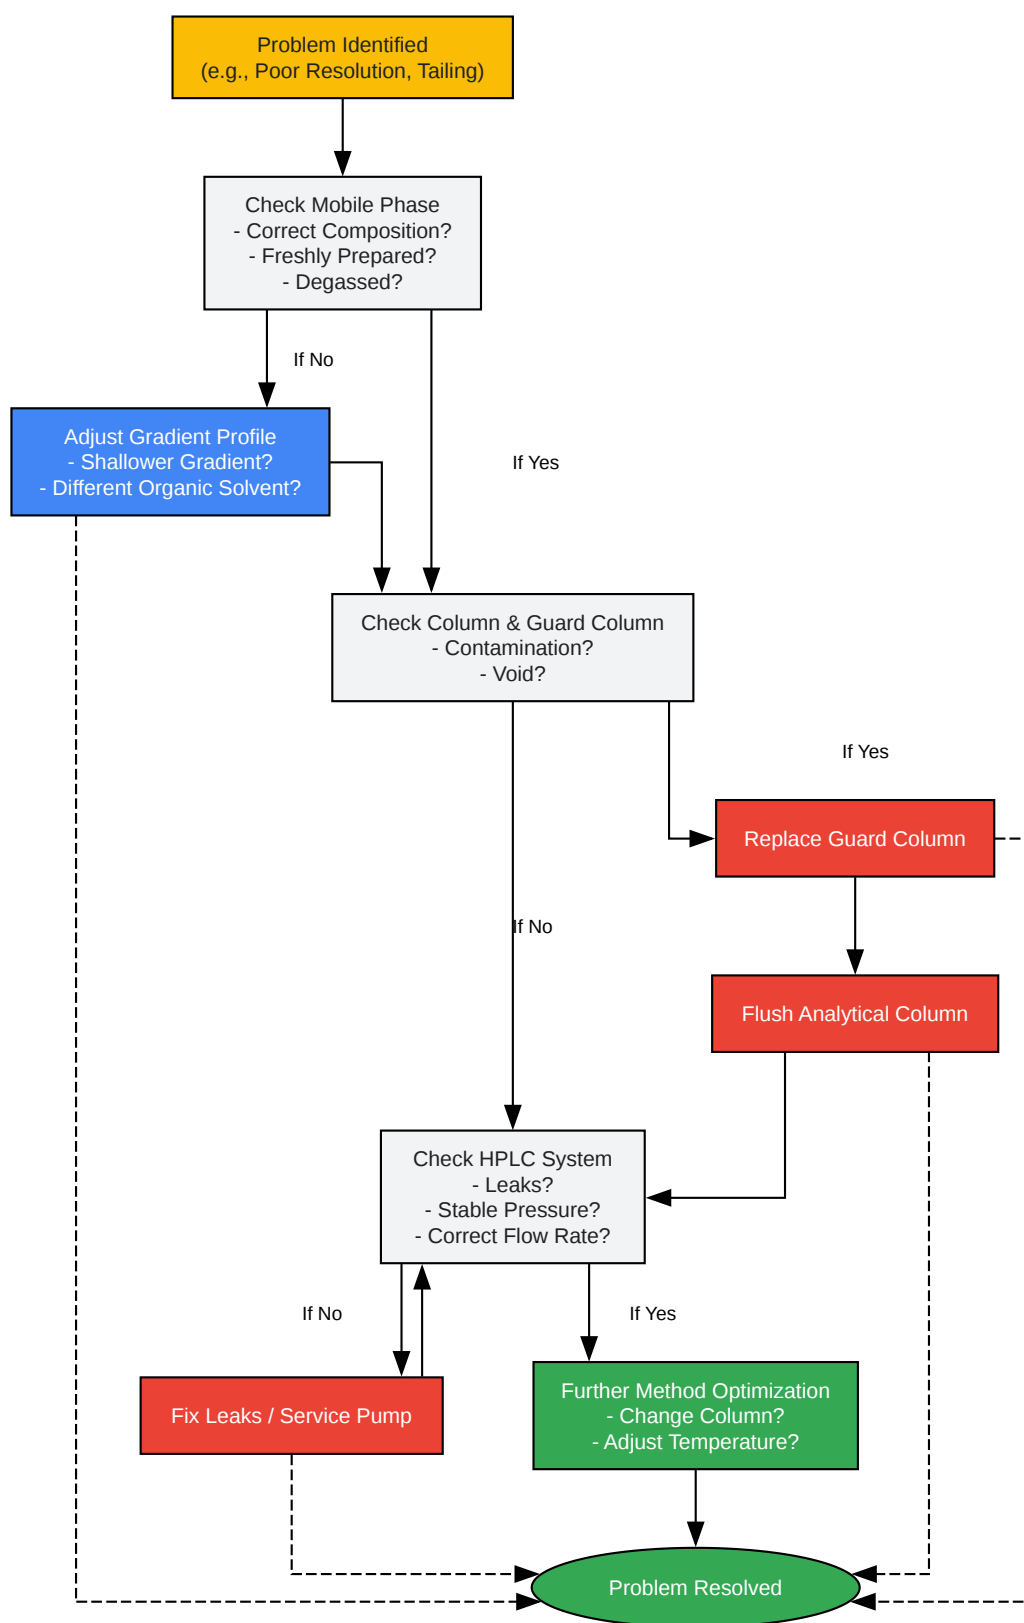 Problem Identified
(e.g., Poor Resolution, Tailing)
Check Mobile Phase
- Correct Composition?
- Freshly Prepared?
- Degassed?
If No
Adjust Gradient Profile
- Shallower Gradient?
- Different Organic Solvent?
If Yes
Check Column & Guard Column
- Contamination?
- Void?
If Yes
Replace Guard Column
If No
Flush Analytical Column
Check HPLC System
- Leaks?
- Stable Pressure?
- Correct Flow Rate?
If No
If Yes
Fix Leaks / Service Pump
Further Method Optimization
- Change Column?
- Adjust Temperature?
Problem Resolved